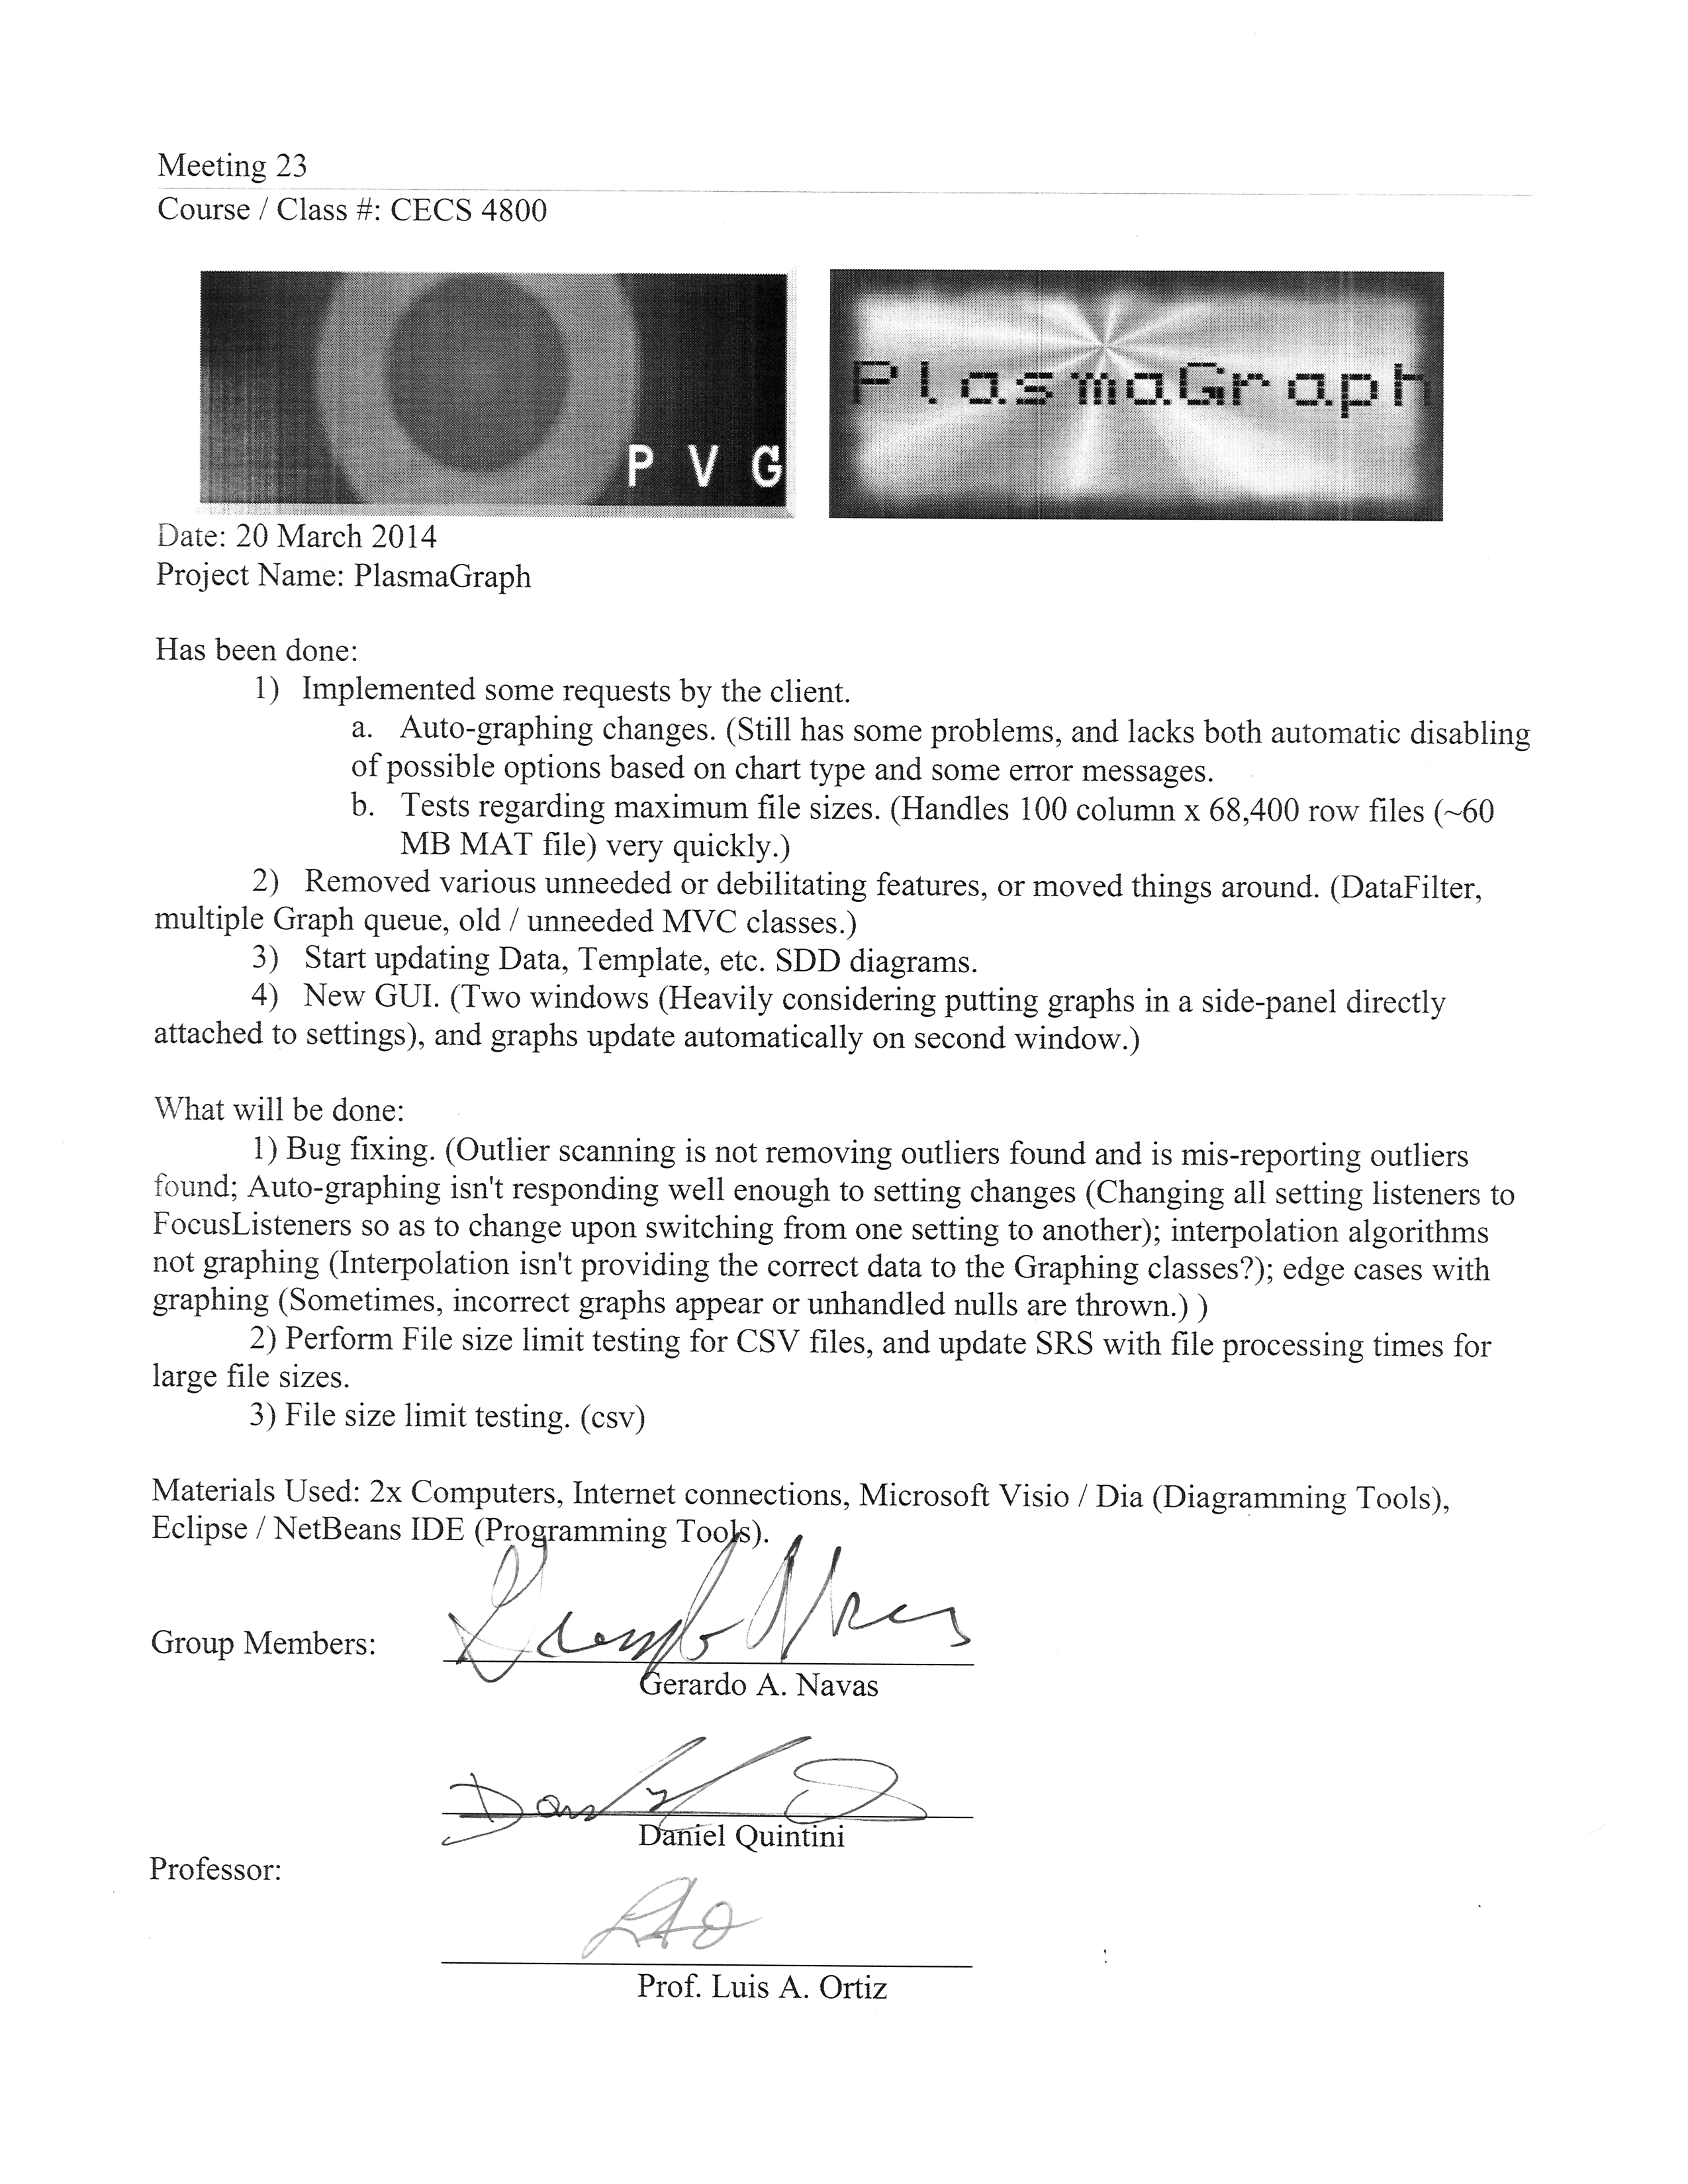 Meeting 23
Course / Class #: CECS 4800
P V G
PlasmaGraph
Date: 20 March 2014
Project Name: PlasmaGraph
Has been done:
1) Implemented some requests by the client.
a. Auto-graphing changes. (Still has some problems, and lacks both automatic disabling
of possible options based on chart type and some error messages.
b. Tests regarding maximum file sizes. (Handles 100 column x 68,400 row files (~60
MB MAT file) very quickly.)
2) Removed various unneeded or debilitating features, or moved things around. (DataFilter,
multiple Graph queue, old / unneeded MVC classes.)
3) Start updating Data, Template, etc. SDD diagrams.
4) New GUI. (Two windows (Heavily considering putting graphs in a side-panel directly
attached to settings), and graphs update automatically on second window.)
What will be done:
1) Bug fixing. (Outlier scanning is not removing outliers found and is mis-reporting outliers
found; Auto-graphing isn't responding well enough to setting changes (Changing all setting listeners to
FocusListeners so as to change upon switching from one setting to another); interpolation algorithms
not graphing (Interpolation isn't providing the correct data to the Graphing classes?); edge cases with
graphing (Sometimes, incorrect graphs appear or unhandled nulls are thrown.) )
2) Perform File size limit testing for CSV files, and update SRS with file processing times for
large file sizes.
3) File size limit testing. (csv)
Materials Used: 2x Computers, Internet connections, Microsoft Visio / Dia (Diagramming Tools),
Eclipse / NetBeans IDE (Programming Tools).
Group Members:
Gerardo A. Navas
Daniel Quintini
Professor:
Prof. Luis A. Ortiz